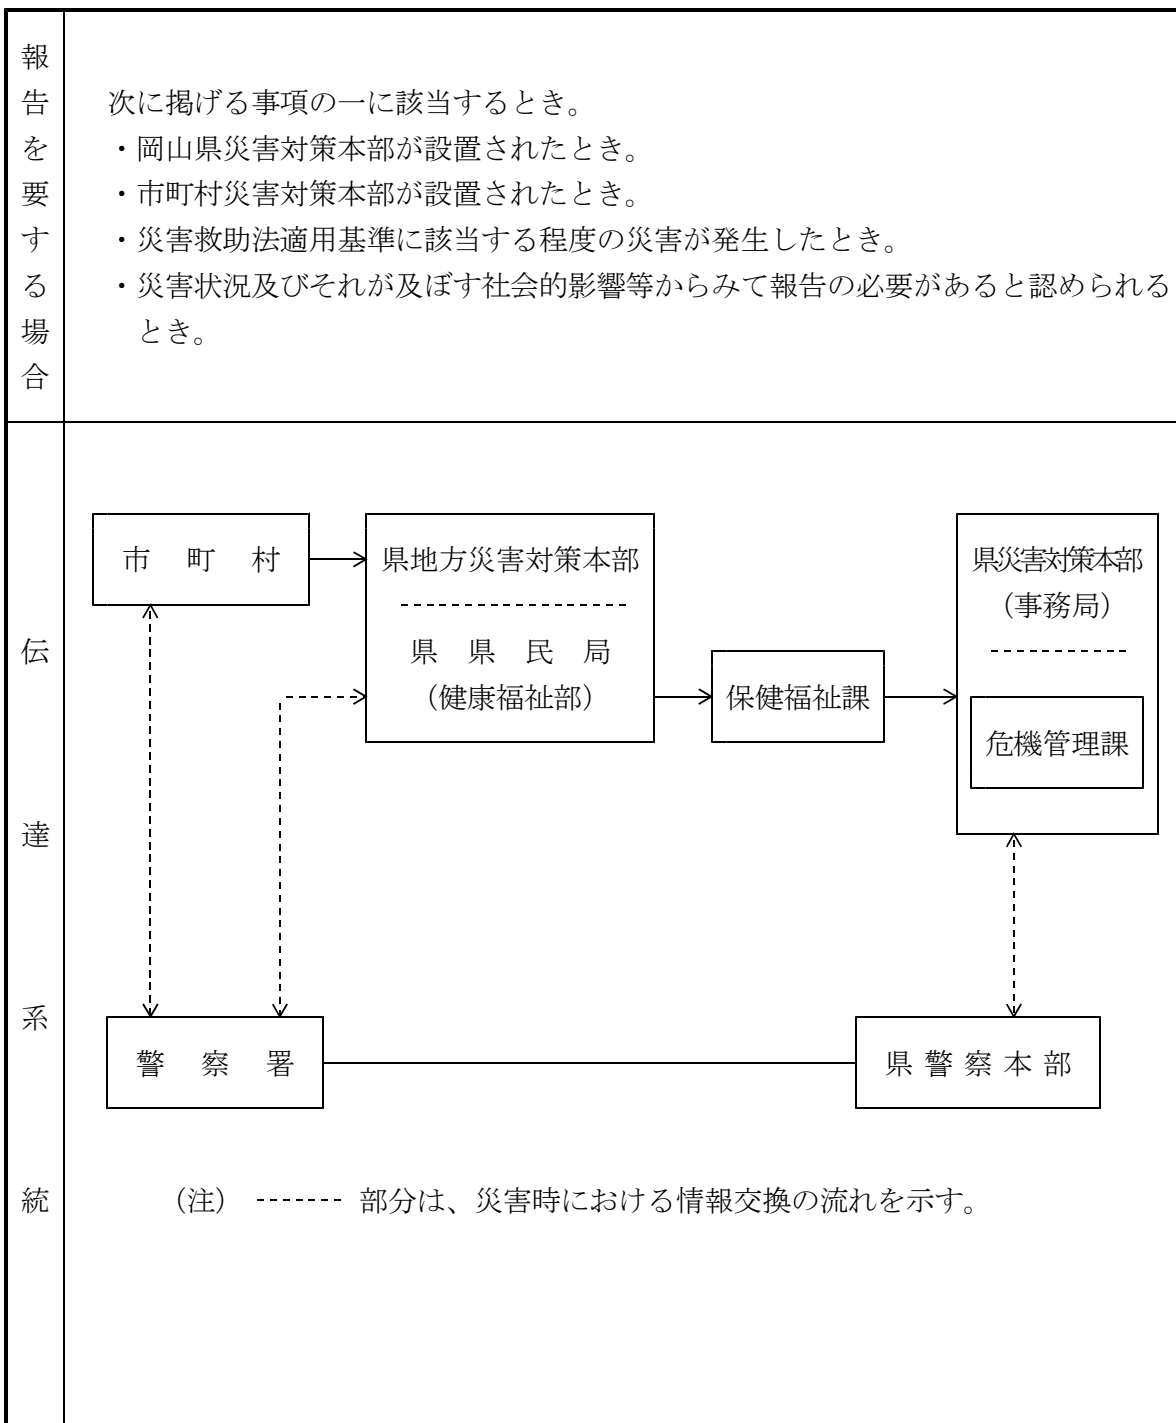 報告を要する場合
次に掲げる事項の一に該当するとき。
・岡山県災害対策本部が設置されたとき。
・市町村災害対策本部が設置されたとき。
・災害救助法適用基準に該当する程度の災害が発生したとき。
・災害状況及びそれが及ぼす社会的影響等からみて報告の必要があると認められる
とき。
伝達系統
市町村
県地方災害対策本部
県県民局
（健康福祉部）
保健福祉課
県災害対策本部
（事務局）
危機管理課
警察署
県警察本部
（注） ------- 部分は、災害時における情報交換の流れを示す。